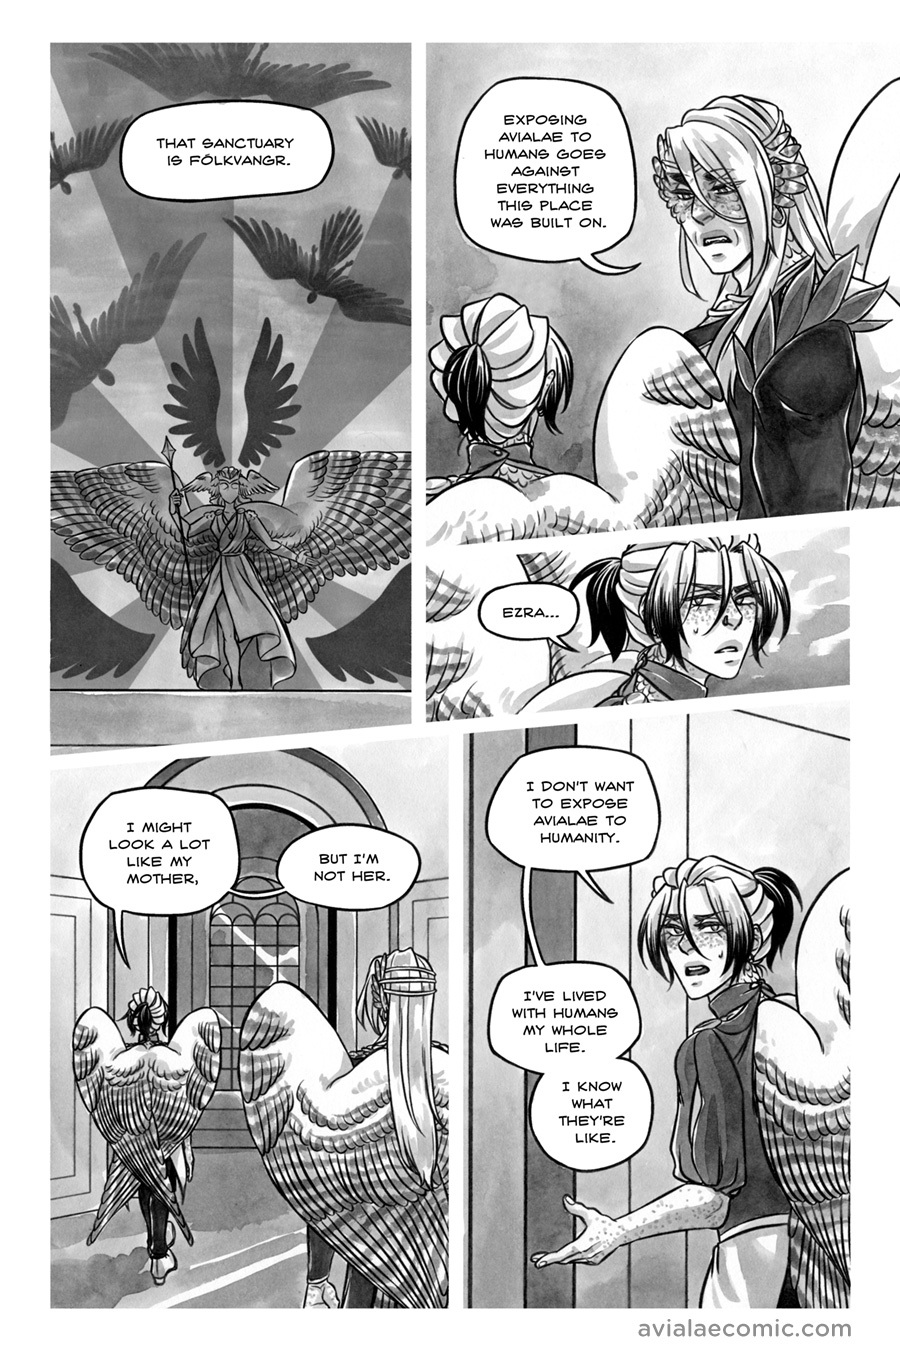 THAT SANCTUARY
IS FÓLKVANGR.
EXPOSING
AVIALAE TO
HUMANS GOES
AGAINST
EVERYTHING
THIS PLACE
WAS BUILT ON.
EZRA...
I MIGHT
LOOK A LOT
LIKE MY
MOTHER,
BUT I'M
NOT HER.
I DON'T WANT
TO EXPOSE
AVIALAE TO
HUMANITY.
I'VE LIVED
WITH HUMANS
MY WHOLE
LIFE.
I KNOW
WHAT
THEY'RE
LIKE.
avialaecomic.com